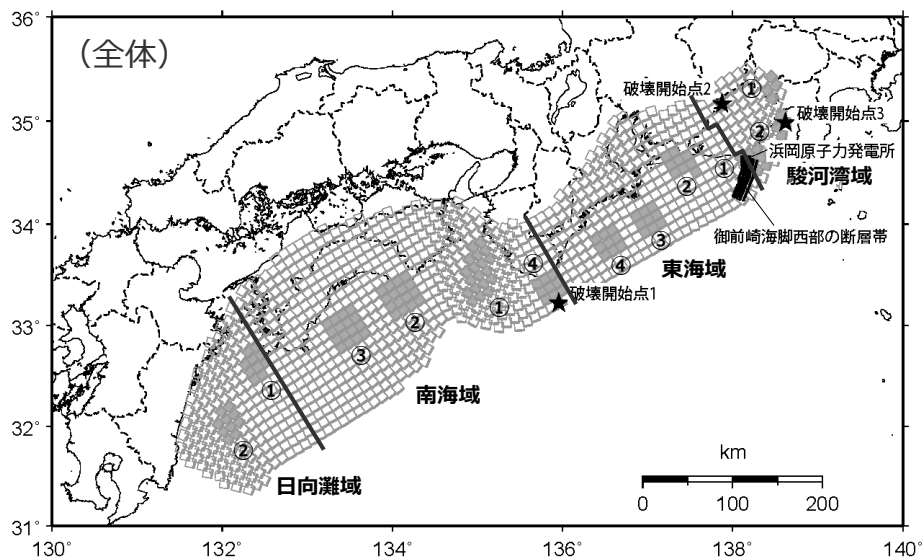 36°
35°
34°
33°
32°
31°
130
132
134
136
138
140°
(全体)
破壊開始点2
①
破壊開始点3
②
浜岡原子力発電所
①
駿河湾域
②
御前崎海脚西部の断層帯
③
④
東海域
④
破壊開始点1
①
②
③
南海域
①
②
日向灘域
km
0 50 100 150 200